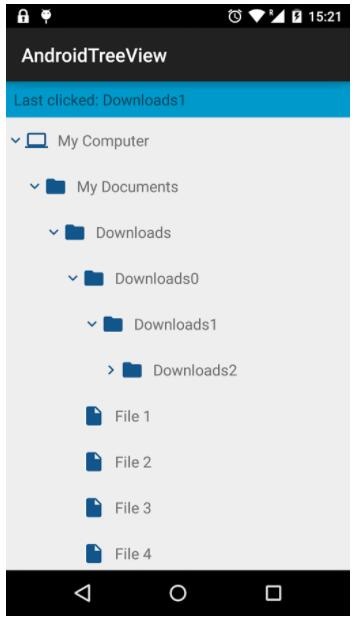 15:21
AndroidTreeView
Last clicked: Downloads1
My Computer
My Documents
Downloads
Downloads0
Downloads1
Downloads2
File 1
File 2
File 3
File 4